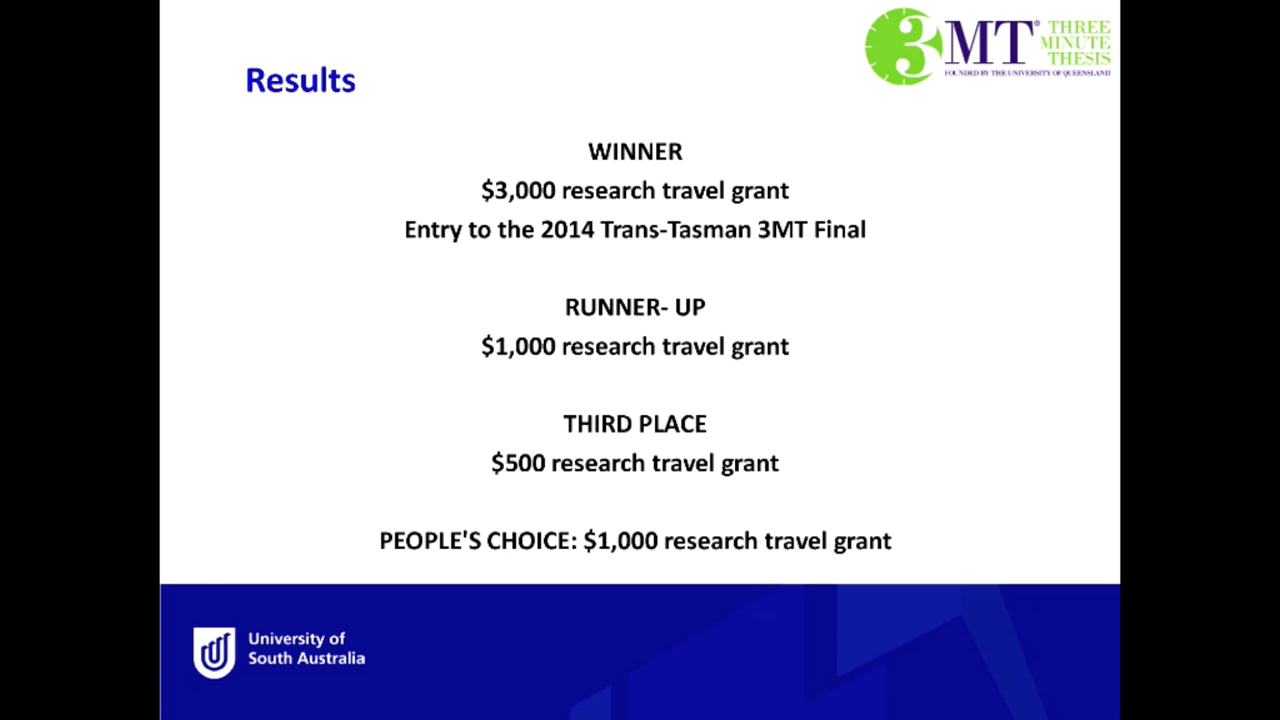 3MT® THREE
MINUTE
THESIS
FOUNDED BY THE UNIVERSITY OF QUEENSLAND
Results
WINNER
$3,000 research travel grant
Entry to the 2014 Trans-Tasman 3MT Final
RUNNER- UP
$1,000 research travel grant
THIRD PLACE
$500 research travel grant
PEOPLE'S CHOICE: $1,000 research travel grant
University of
South Australia